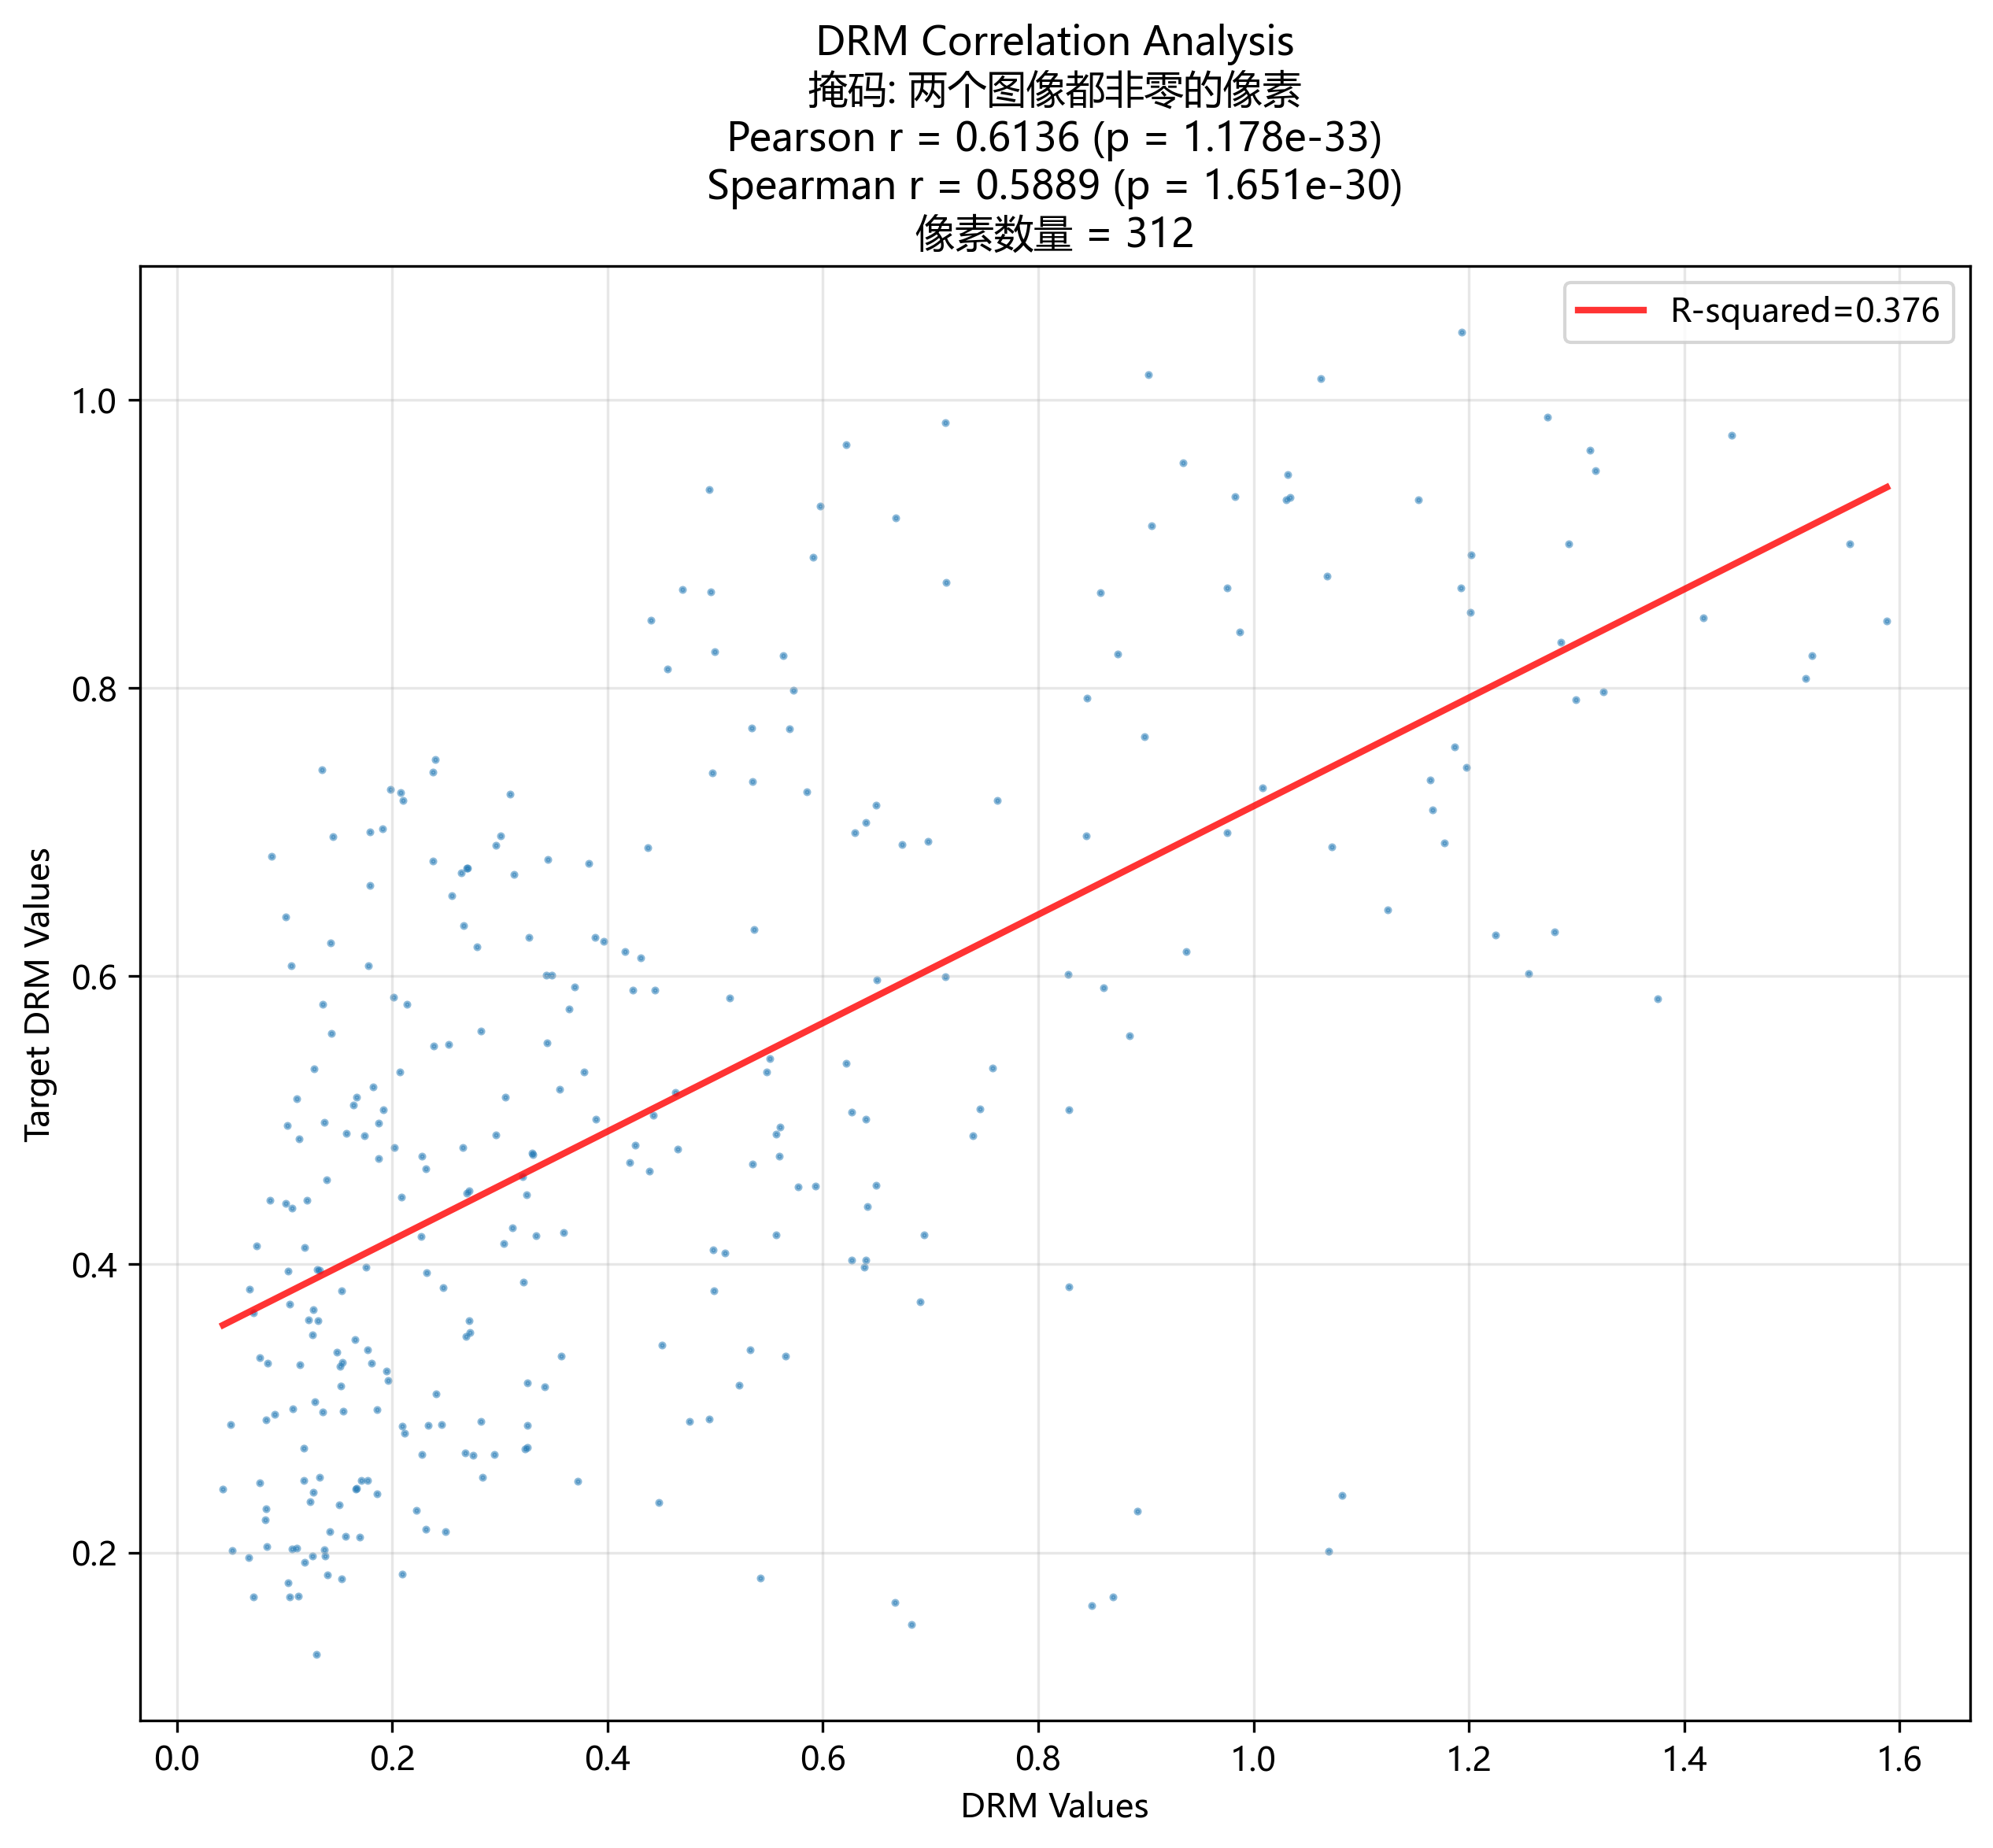 DRM Correlation Analysis
掩码: 两个图像都非零的像素
Pearson r = 0.6136 (p = 1.178e-33)
Spearman r = 0.5889 (p = 1.651e-30)
像素数量 = 312
R-squared=0.376
1.0
0.8
0.6
0.4
0.2
Target DRM Values
0.0 0.2 0.4 0.6 0.8 1.0 1.2 1.4 1.6
DRM Values